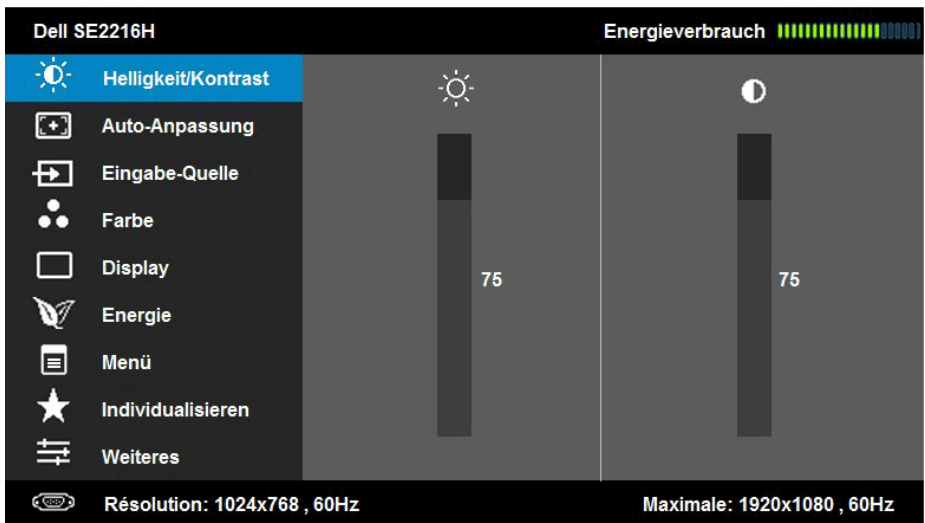 Dell SE2216H
Energieverbrauch
Helligkeit/Kontrast
Auto-Anpassung
Eingabe-Quelle
Farbe
Display
Energie
Menü
Individualisieren
Weiteres
75
75
Résolution: 1024x768 , 60Hz
Maximale: 1920x1080 , 60Hz